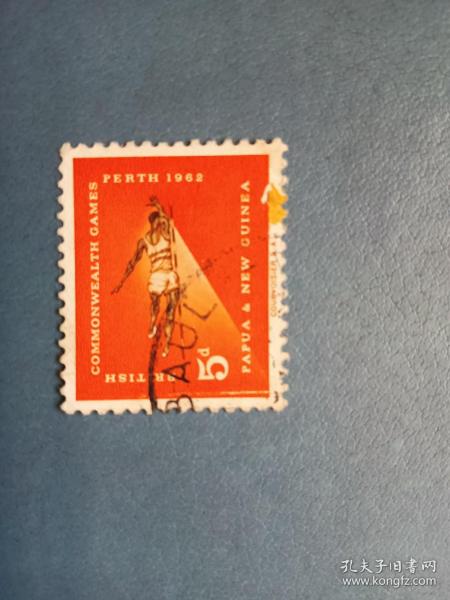 BRITISH
COMMONWEALTH GAMES
PERTH 1962
PAPUA & NEW GUINEA
5d
孔夫子旧书网
www.kongfz.com